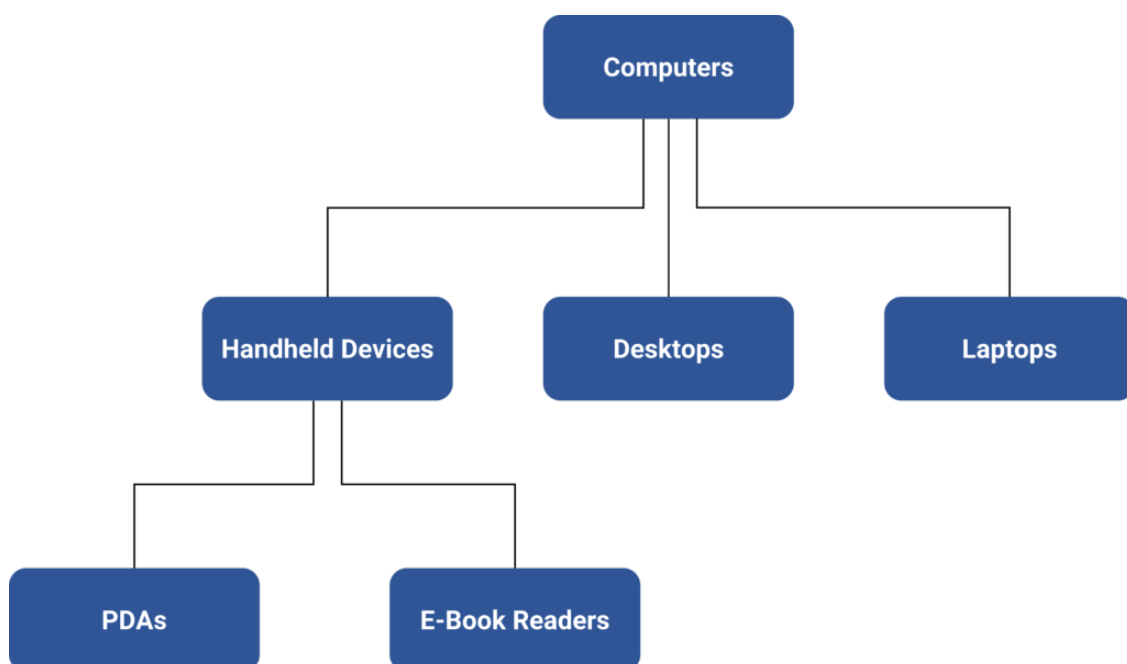 Computers
Handheld Devices
Desktops
Laptops
PDAs
E-Book Readers